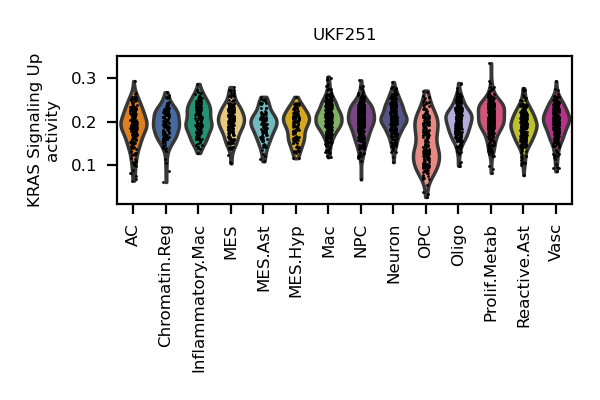 UKF251
KRAS Signaling Up
activity
0.3
0.2
0.1
AC
Chromatin.Reg
Inflammatory.Mac
MES
MES.Ast
MES.Hyp
Mac
NPC
Neuron
OPC
Oligo
Prolif.Metab
Reactive.Ast
Vasc